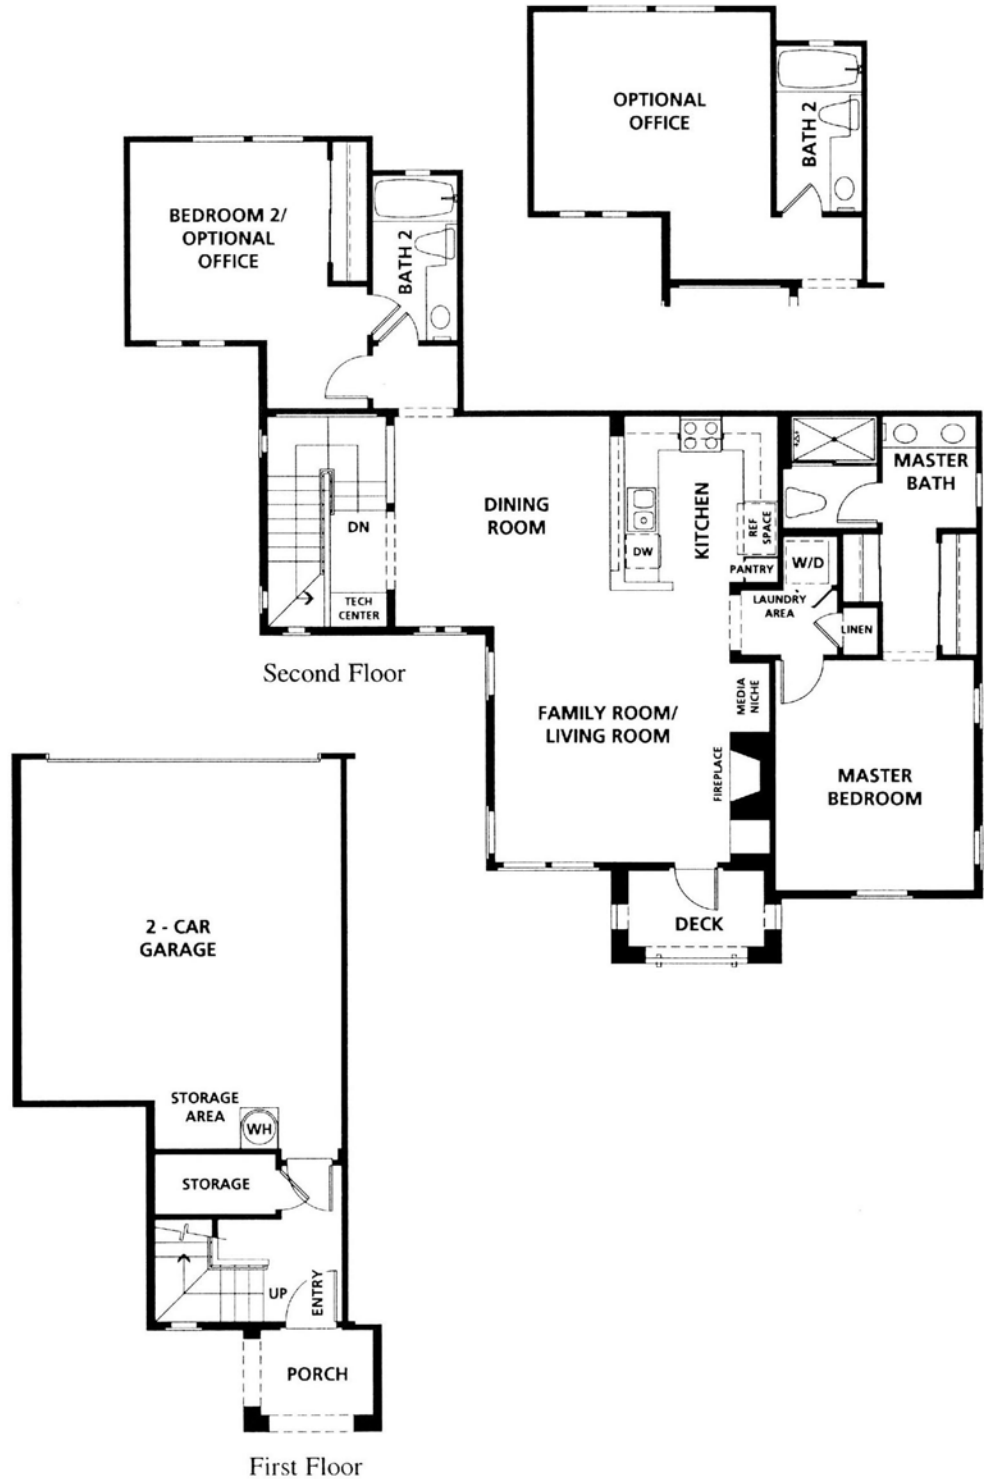 OPTIONAL
OFFICE
BATH 2
BEDROOM 2/
OPTIONAL
OFFICE
BATH 2
DINING
ROOM
KITCHEN
REF
SPACE
DW
PANTRY
MASTER
BATH
W/D
LAUNDRY
AREA
LINEN
DN
TECH
CENTER
Second Floor
FAMILY ROOM/
LIVING ROOM
MEDIA
NICHE
FIREPLACE
MASTER
BEDROOM
DECK
2 - CAR
GARAGE
STORAGE
AREA
WH
STORAGE
UP
ENTRY
PORCH
First Floor